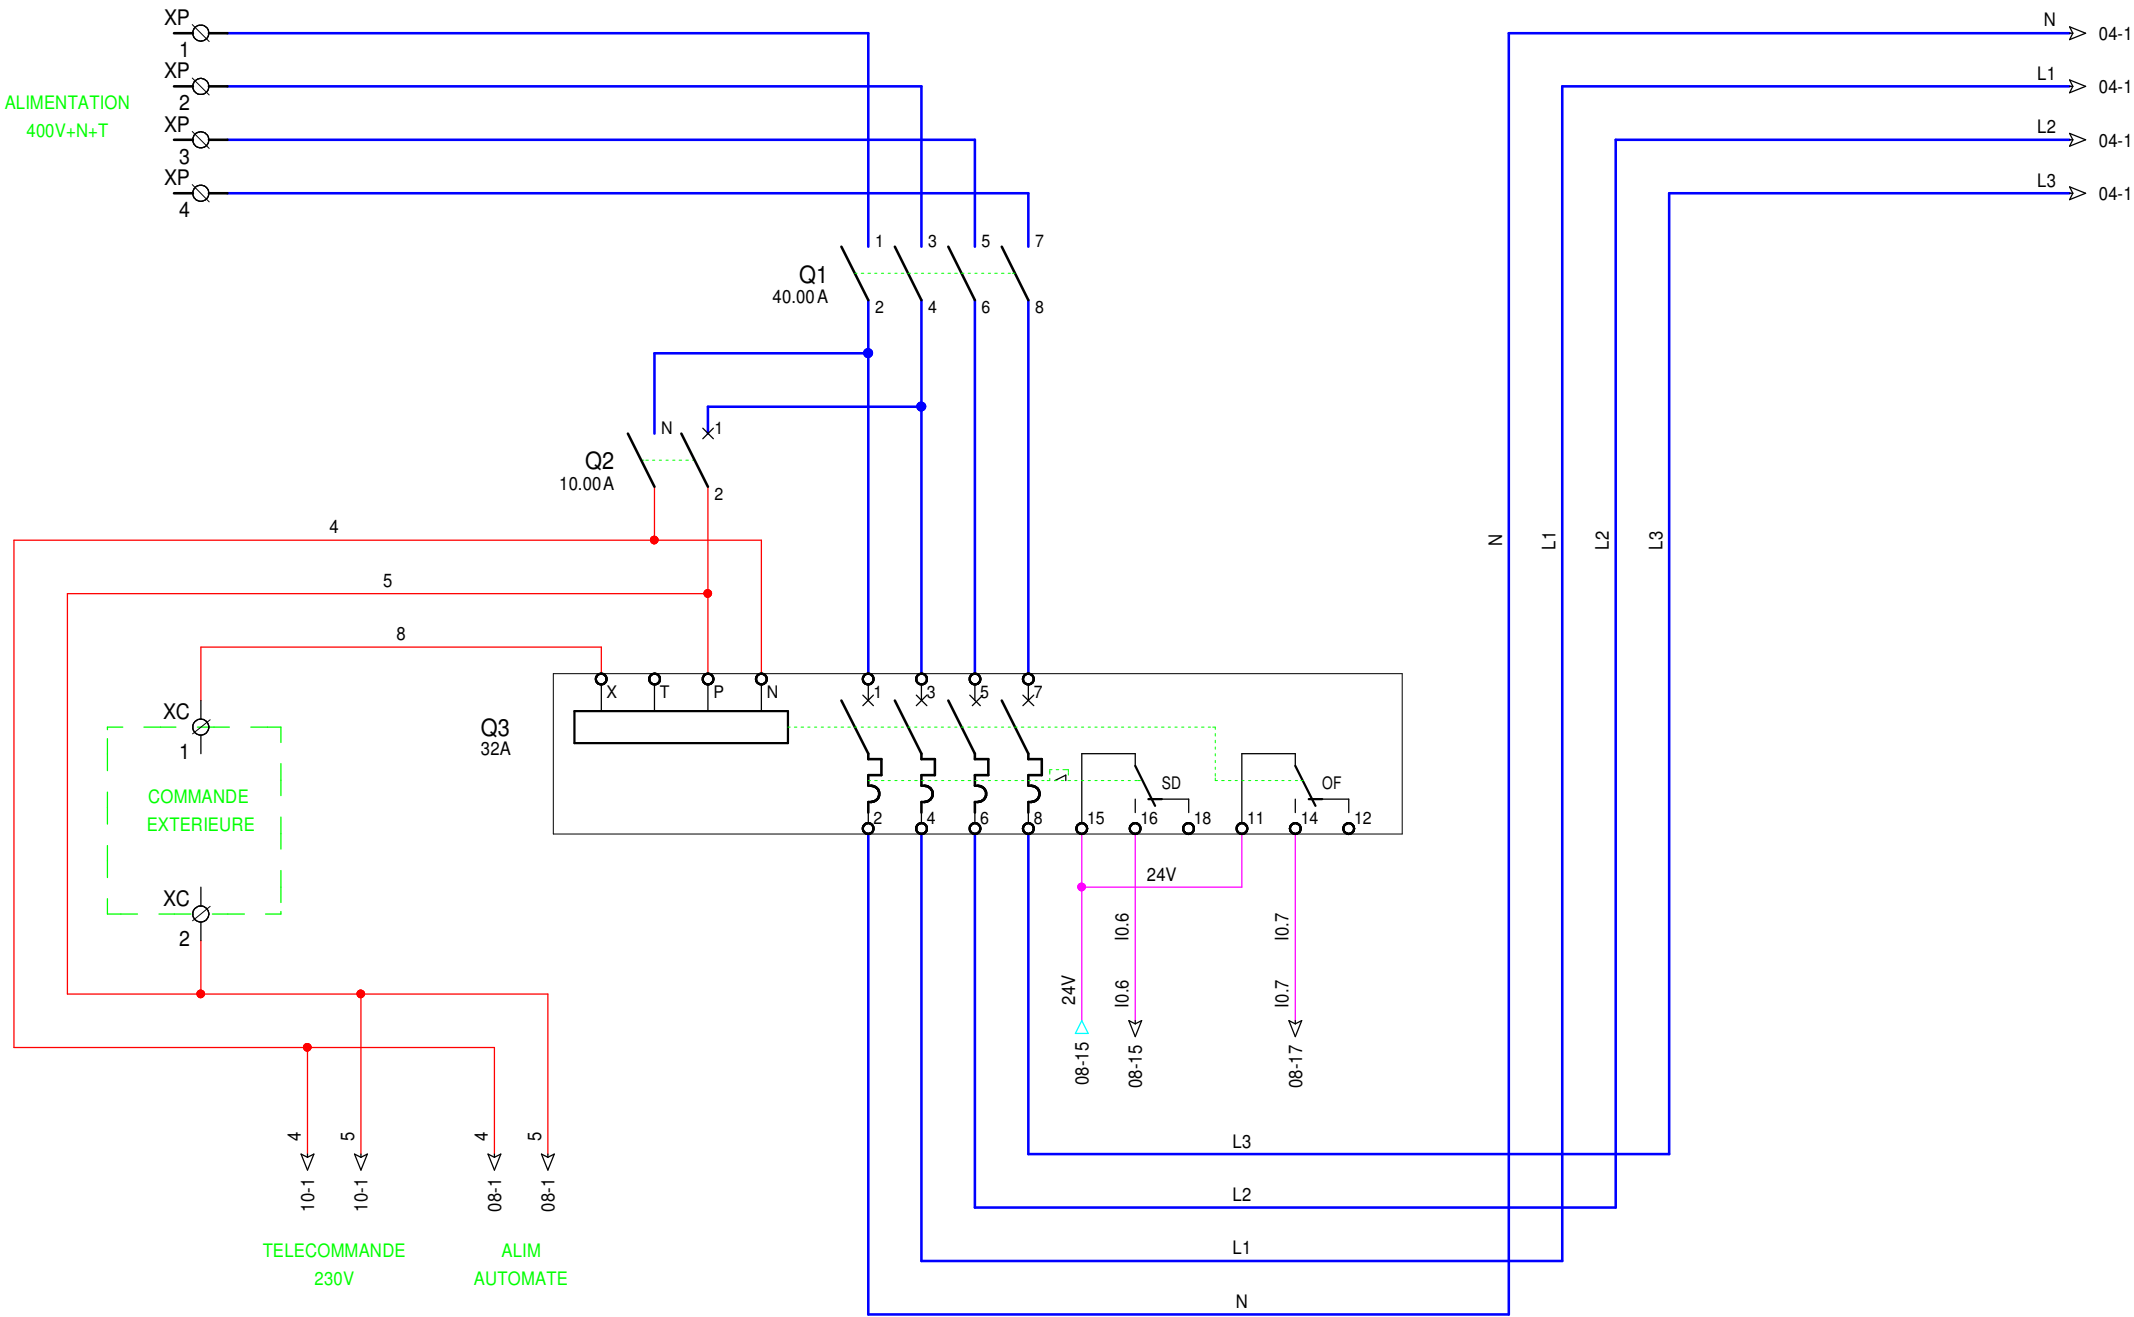 XP
1
XP
2
XP
3
XP
4
ALIMENTATION
400V+N+T
N
04-1
L1
04-1
L2
04-1
L3
04-1
1
3
5
7
Q1
40.00A
2
4
6
8
N
1
Q2
10.00A
2
4
5
8
N
L1
L2
L3
X
T
P
N
1
3
5
7
Q3
32A
SD
OF
2
4
6
8
15
16
18
11
14
12
XC
1
COMMANDE
EXTERIEURE
XC
2
24V
I0.6
I0.7
24V
I0.6
I0.7
08-15
08-15
08-17
4
5
4
5
10-1
10-1
08-1
08-1
TELECOMMANDE
230V
ALIM
AUTOMATE
L3
L2
L1
N